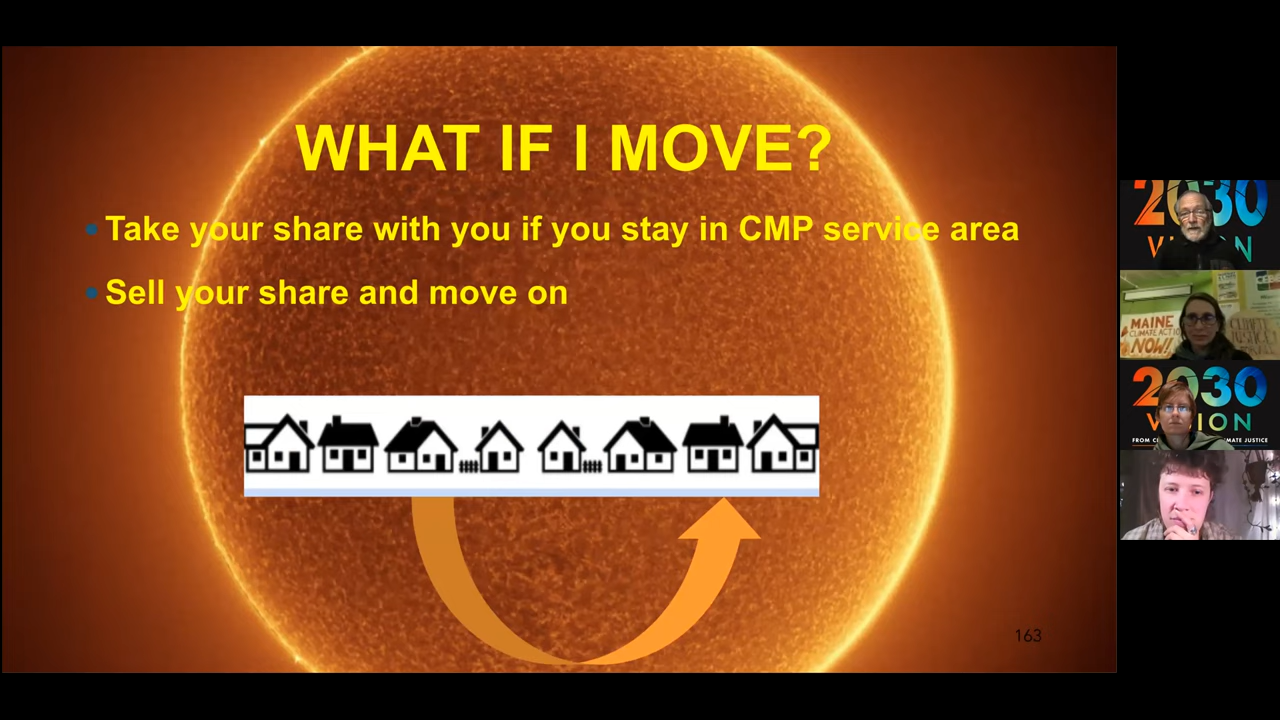 WHAT IF I MOVE?
Take your share with you if you stay in CMP service area
Sell your share and move on
163
2030
MAINE
CLIMATE ACTION
NOW!
2030
VISION